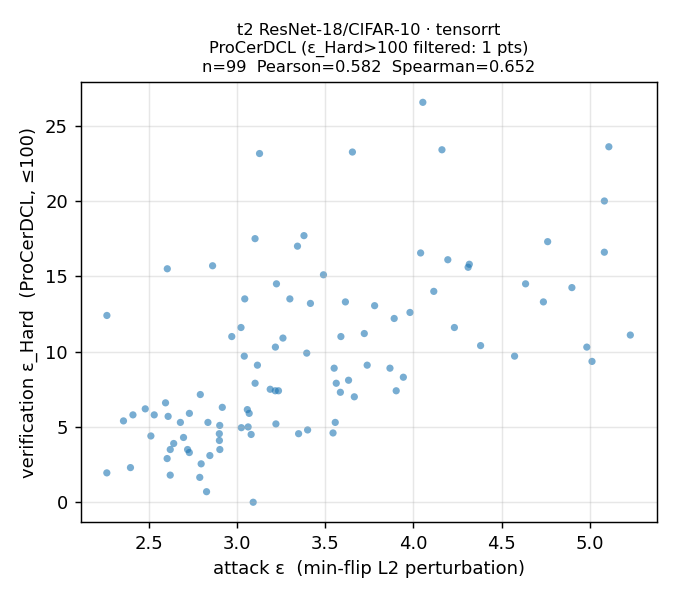 t2 ResNet-18/CIFAR-10 · tensorrt
ProCerDCL (ε_Hard>100 filtered: 1 pts)
n=99  Pearson=0.582  Spearman=0.652
verification ε_Hard  (ProCerDCL, ≤100)
25
20
15
10
5
0
2.5
3.0
3.5
4.0
4.5
5.0
attack ε  (min-flip L2 perturbation)